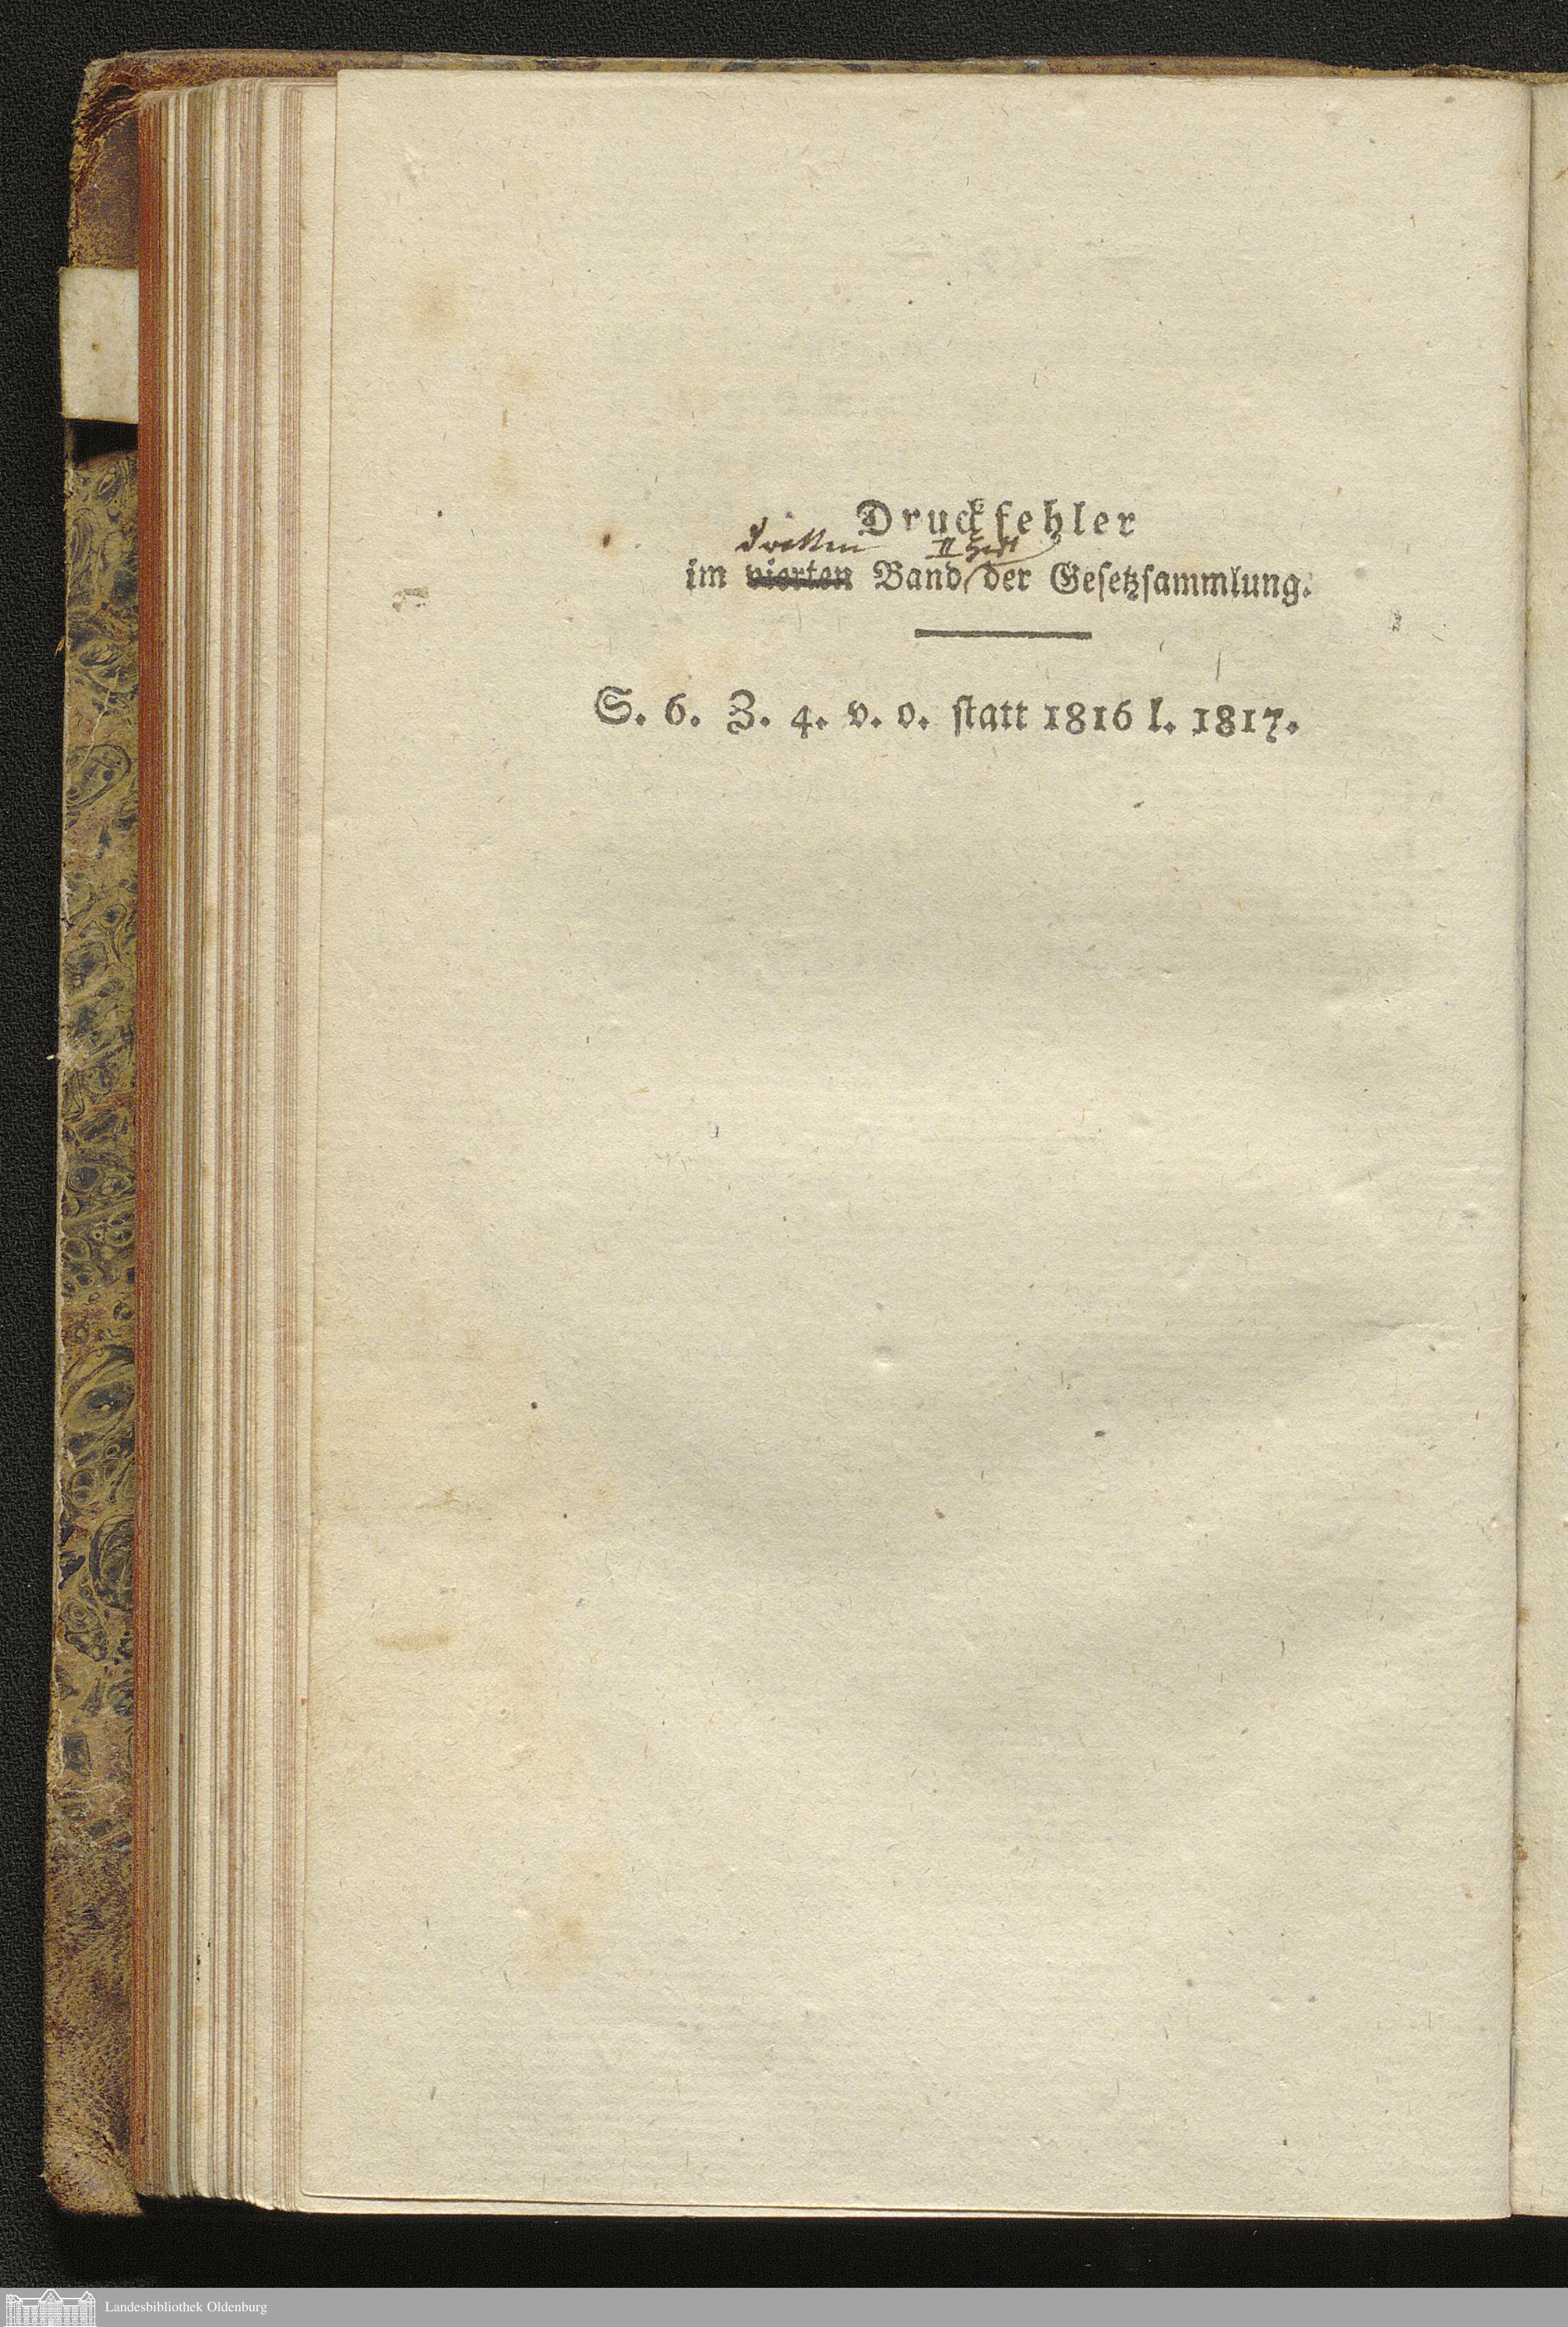 Druckfehler
dritten II Heft
im vierten Band der Gesetzsammlung.
S. 6. Z. 4. v. o. statt 1816 l. 1817.
Landesbibliothek Oldenburg